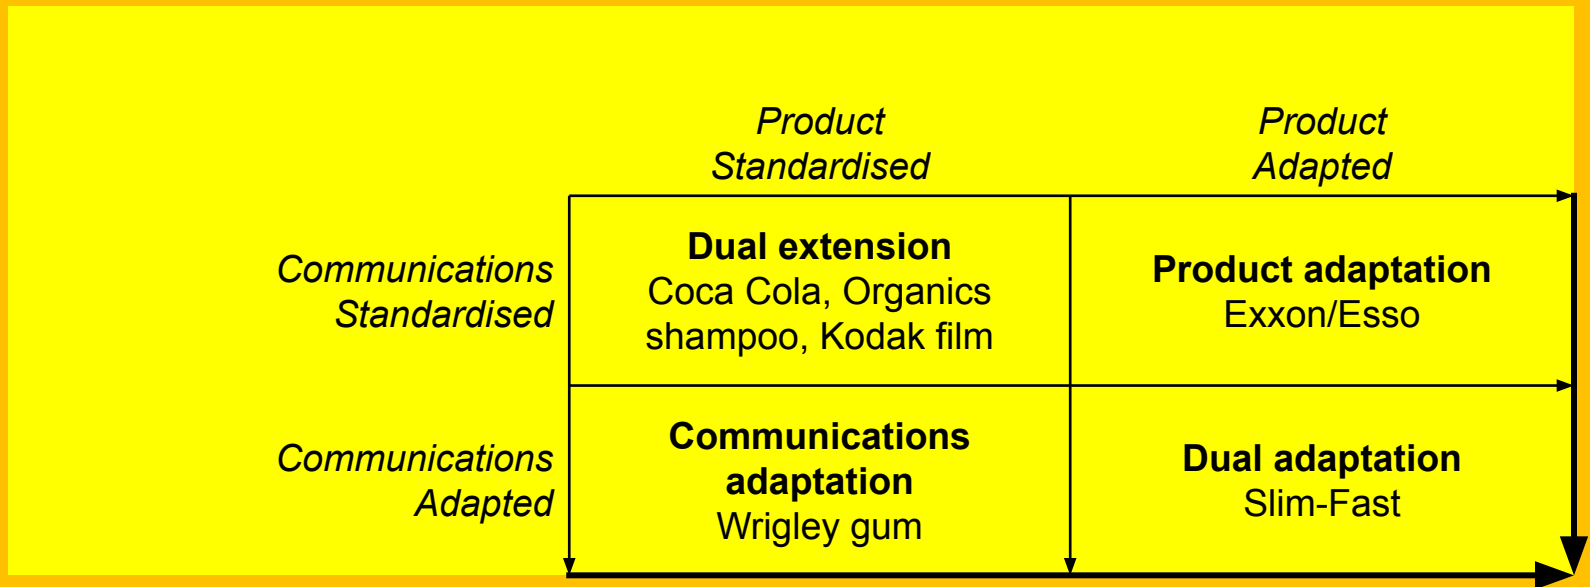 Product
Standardised
Product
Adapted
Communications
Standardised
Dual extension
Coca Cola, Organics
shampoo, Kodak film
Product adaptation
Exxon/Esso
Communications
Adapted
Communications
adaptation
Wrigley gum
Dual adaptation
Slim-Fast